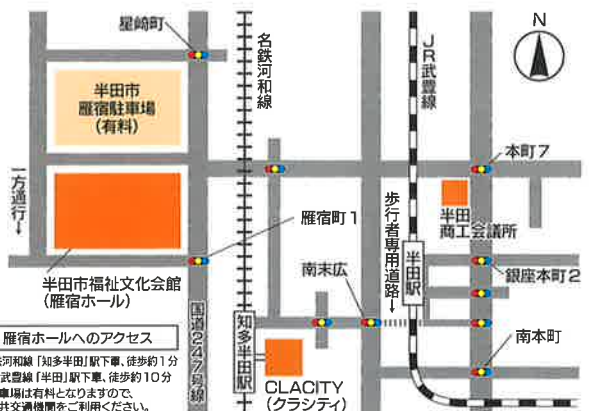 星崎町
名鉄河和線
JR武豊線
N
半田市
雁宿駐車場
(有料)
本町7
一方通行→
雁宿町1
歩行者専用道路→
半田
商工会議所
半田市福祉文化会館
(雁宿ホール)
南末広
半田駅
銀座本町2
国道247号線
知多半田駅
南本町
CLACITY
(クラシティ)
雁宿ホールへのアクセス
河和線「知多半田」駅下車、徒歩約1分
武豊線「半田」駅下車、徒歩約10分
車場は有料となりますので、
共交通機関をご利用ください。